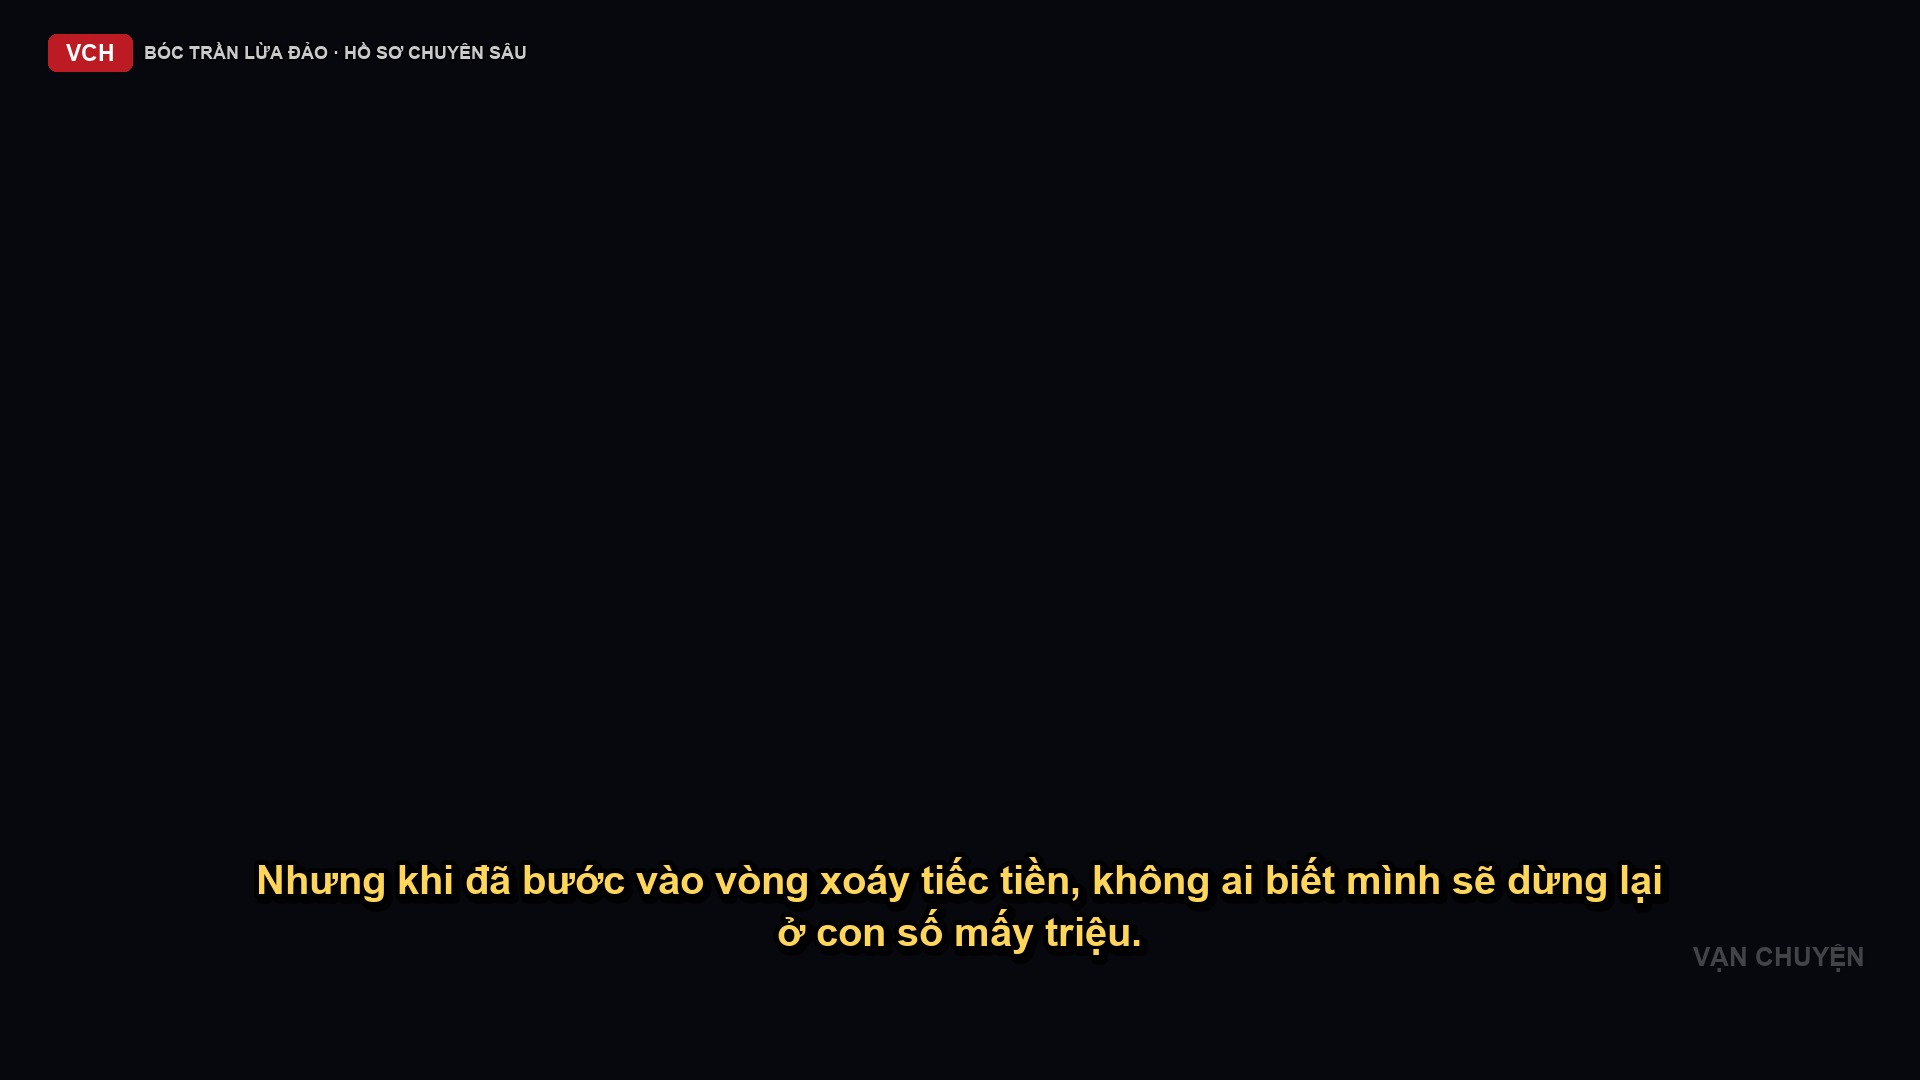 VCH
BÓC TRẦN LỪA ĐẢO · HỒ SƠ CHUYÊN SÂU
Nhưng khi đã bước vào vòng xoáy tiếc tiền, không ai biết mình sẽ dừng lại
ở con số mấy triệu.
VẠN CHUYỆN